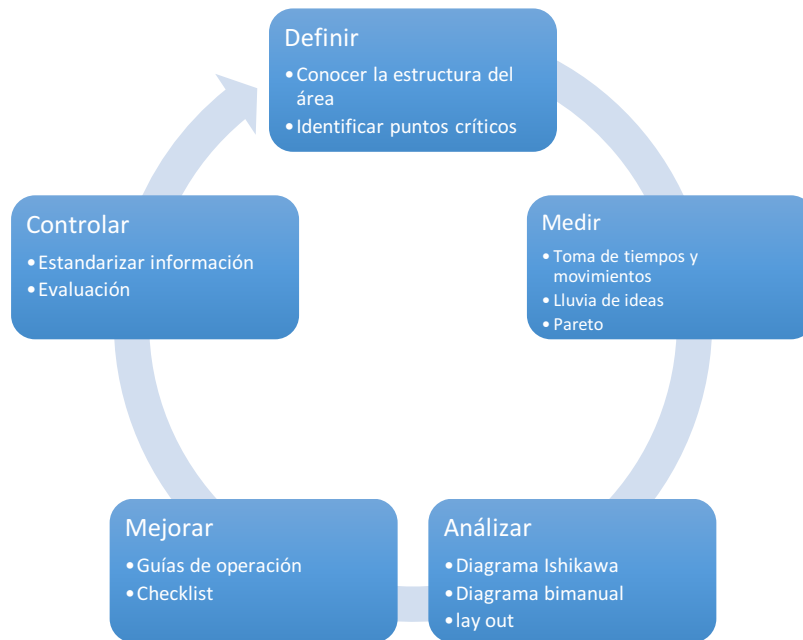 Definir
• Conocer la estructura del
área
• Identificar puntos críticos
Medir
• Toma de tiempos y
movimientos
• Lluvia de ideas
• Pareto
Análizar
• Diagrama Ishikawa
• Diagrama bimanual
• lay out
Mejorar
• Guías de operación
• Checklist
Controlar
• Estandarizar información
• Evaluación